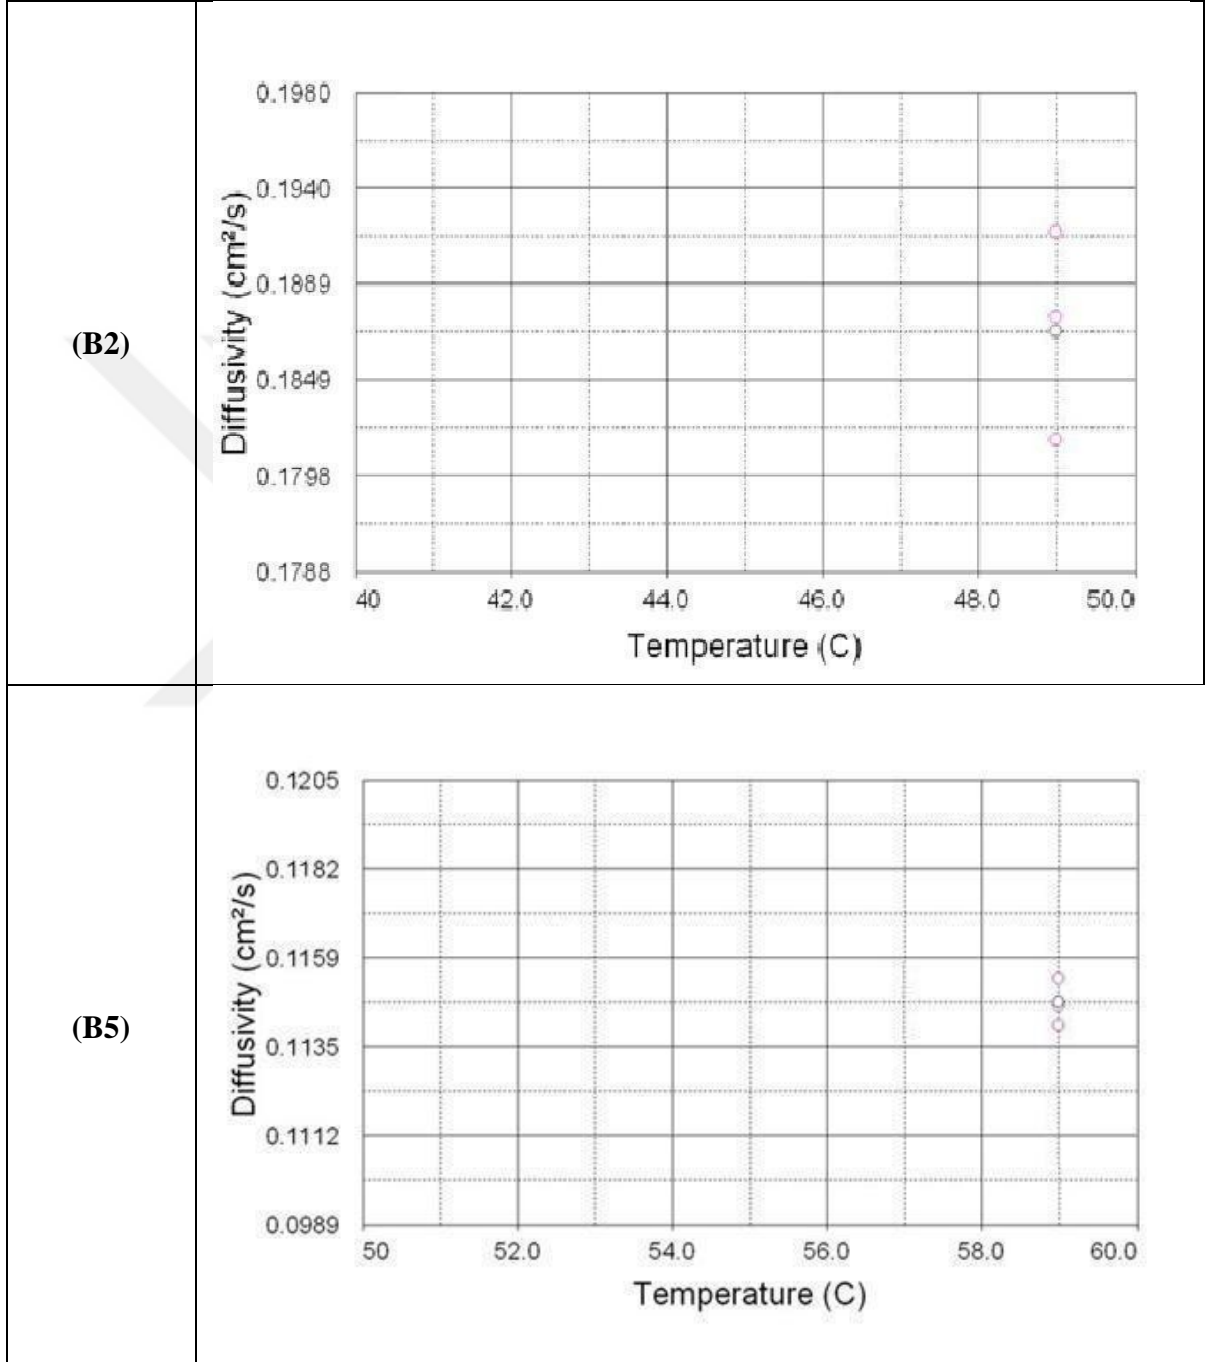 (B2)
Diffusivity (cm²/s)
0.1980
0.1940
0.1889
0.1849
0.1798
0.1788
40 42.0 44.0 46.0 48.0 50.0
Temperature (C)
(B5)
Diffusivity (cm²/s)
0.1205
0.1182
0.1159
0.1135
0.1112
0.0989
50 52.0 54.0 56.0 58.0 60.0
Temperature (C)